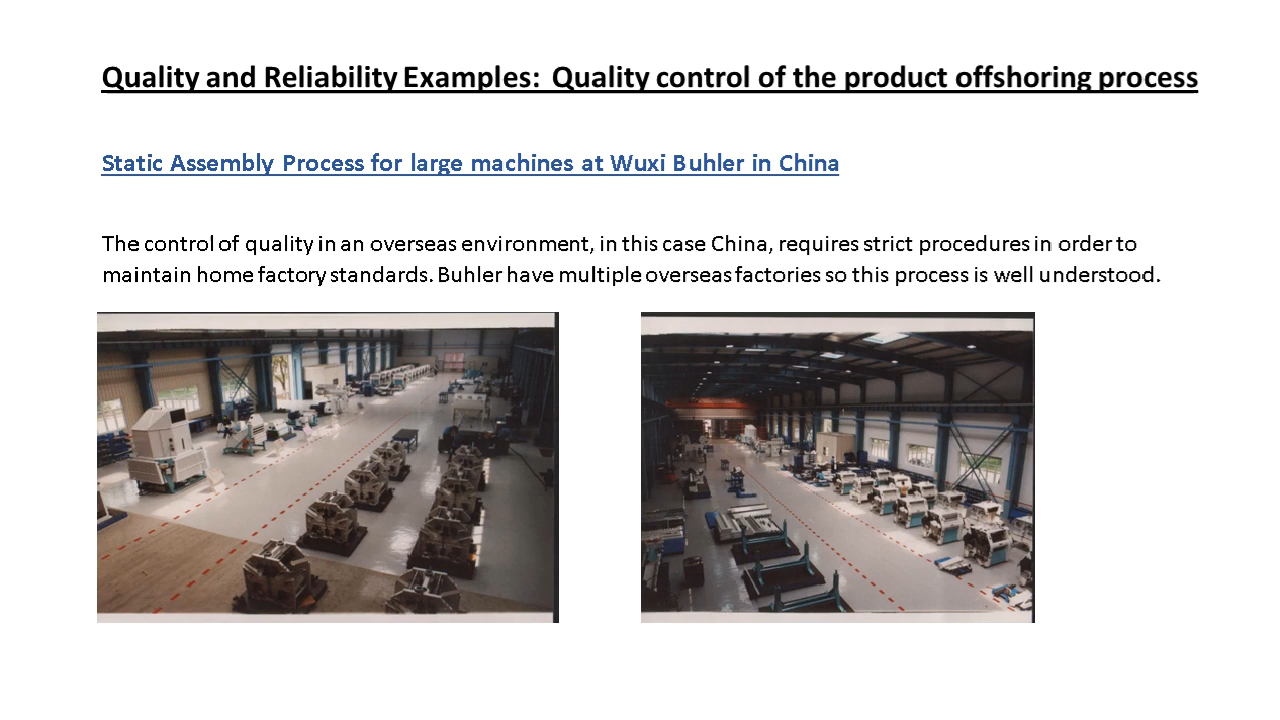 Quality and Reliability Examples: Quality control of the product offshoring process
Static Assembly Process for large machines at Wuxi Buhler in China
The control of quality in an overseas environment, in this case China, requires strict procedures in order to
maintain home factory standards. Buhler have multiple overseas factories so this process is well understood.